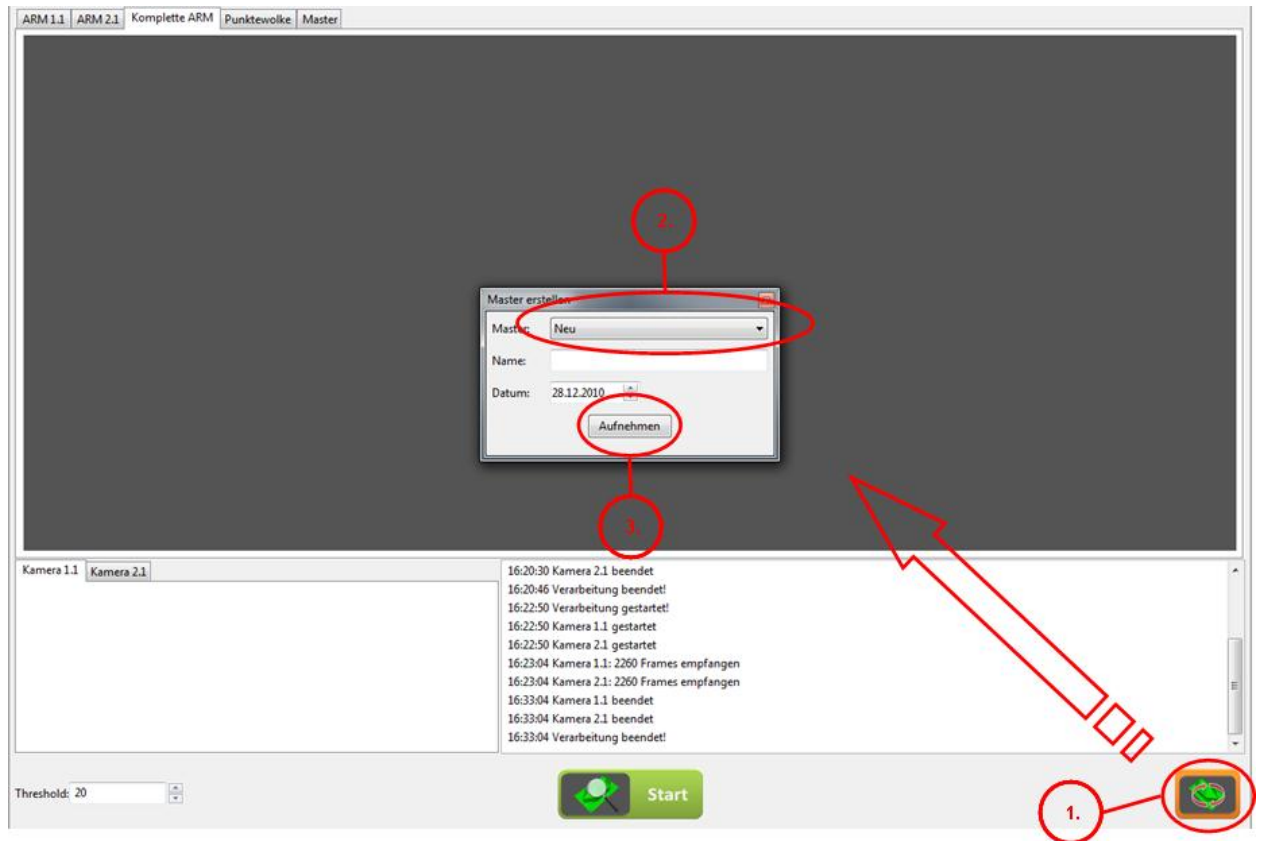 ARM 1.1 ARM 2.1 Komplette ARM Punktewolke Master
2.
Master erstellen
Master: Neu
Name:
Datum: 28.12.2010
Aufnehmen
3.
Kamera 1.1 Kamera 2.1
16:20:30 Kamera 2.1 beendet
16:20:46 Verarbeitung beendet!
16:22:50 Verarbeitung gestartet!
16:22:50 Kamera 1.1 gestartet
16:22:50 Kamera 2.1 gestartet
16:23:04 Kamera 1.1: 2260 Frames empfangen
16:23:04 Kamera 2.1: 2260 Frames empfangen
16:33:04 Kamera 1.1 beendet
16:33:04 Kamera 2.1 beendet
16:33:04 Verarbeitung beendet!
Threshold: 20
Start
1.